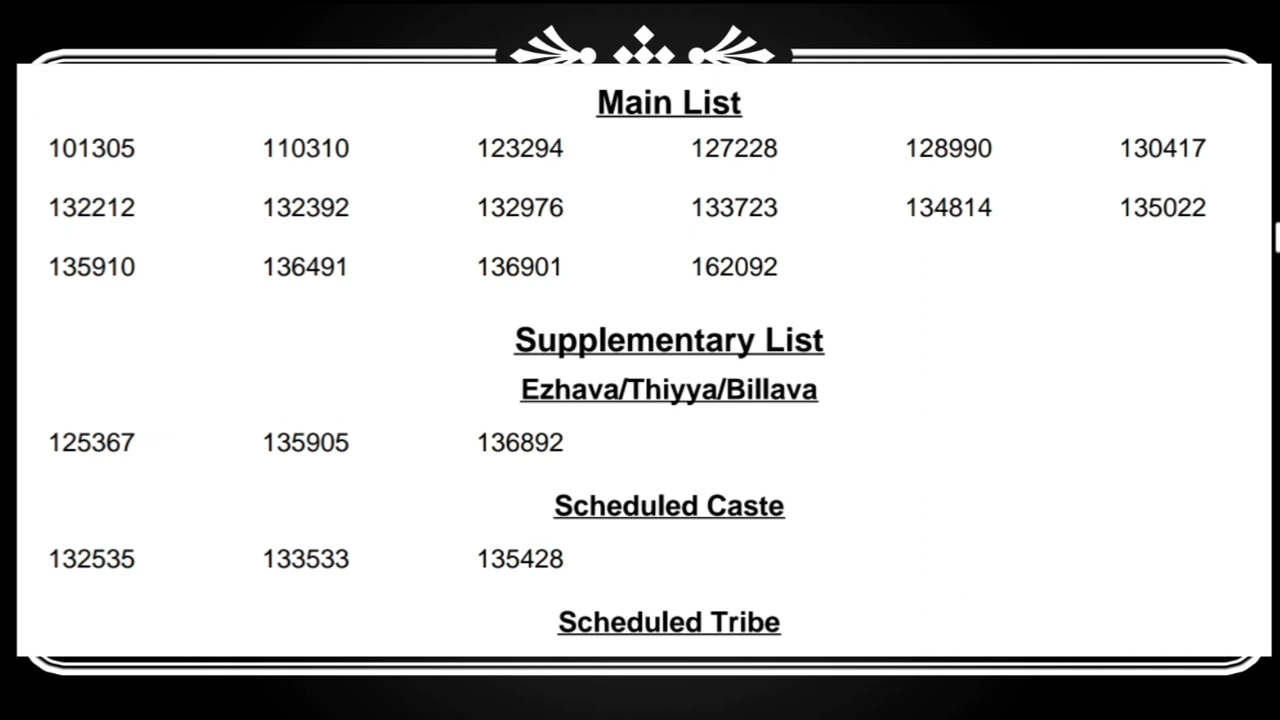 Main List
101305 110310 123294 127228 128990 130417
132212 132392 132976 133723 134814 135022
135910 136491 136901 162092
Supplementary List
Ezhava/Thiyya/Billava
125367 135905 136892
Scheduled Caste
132535 133533 135428
Scheduled Tribe